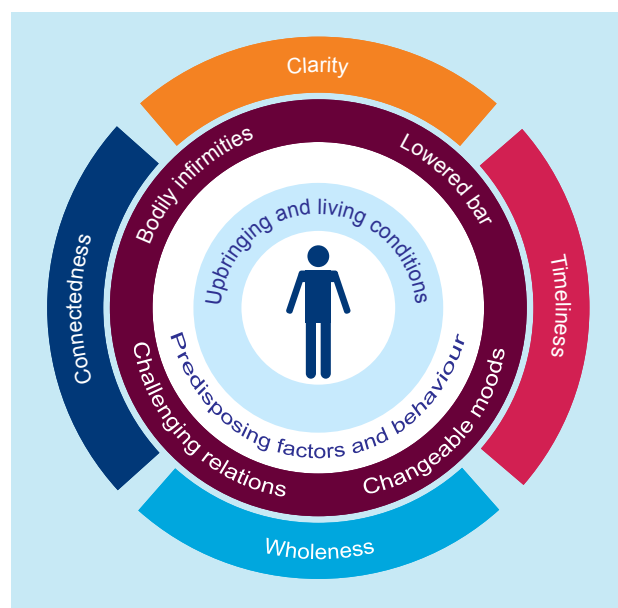 Clarity
Bodily infirmities
Lowered bar
Upbringing and living conditions
Connectedness
Timeliness
Predisposing factors and behaviour
Challenging relations
Changeable moods
Wholeness